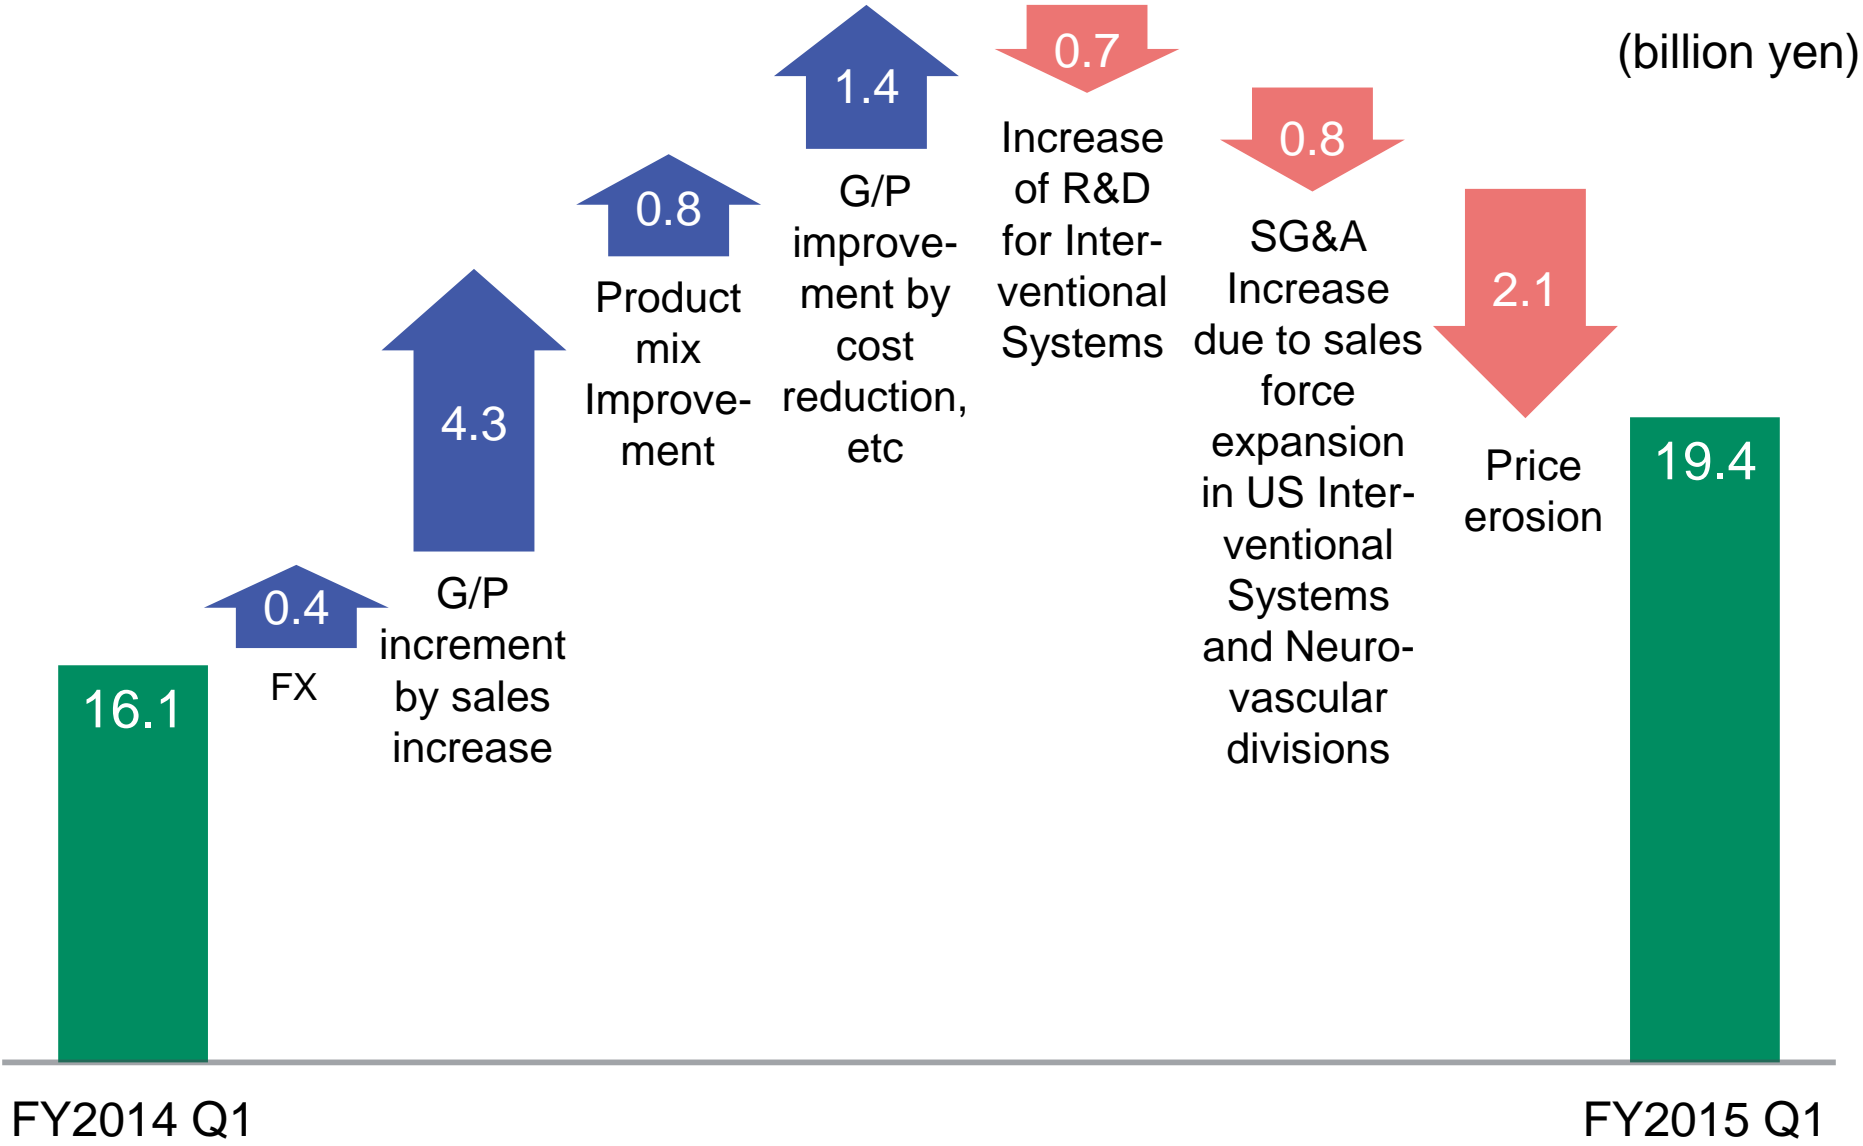 (billion yen)
16.1
FY2014 Q1
0.4
FX
4.3
G/P
increment
by sales
increase
0.8
Product
mix
Improve-
ment
1.4
G/P
improve-
ment by
cost
reduction,
etc
0.7
Increase
of R&D
for Inter-
ventional
Systems
0.8
SG&A
Increase
due to sales
force
expansion
in US Inter-
ventional
Systems
and Neuro-
vascular
divisions
2.1
Price
erosion
19.4
FY2015 Q1